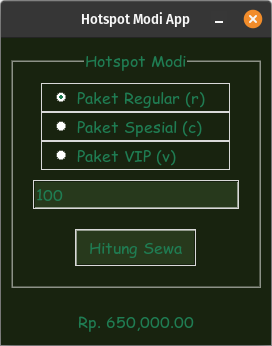 Hotspot Modi App
Hotspot Modi
Paket Regular (r)
Paket Spesial (c)
Paket VIP (v)
100
Hitung Sewa
Rp. 650,000.00